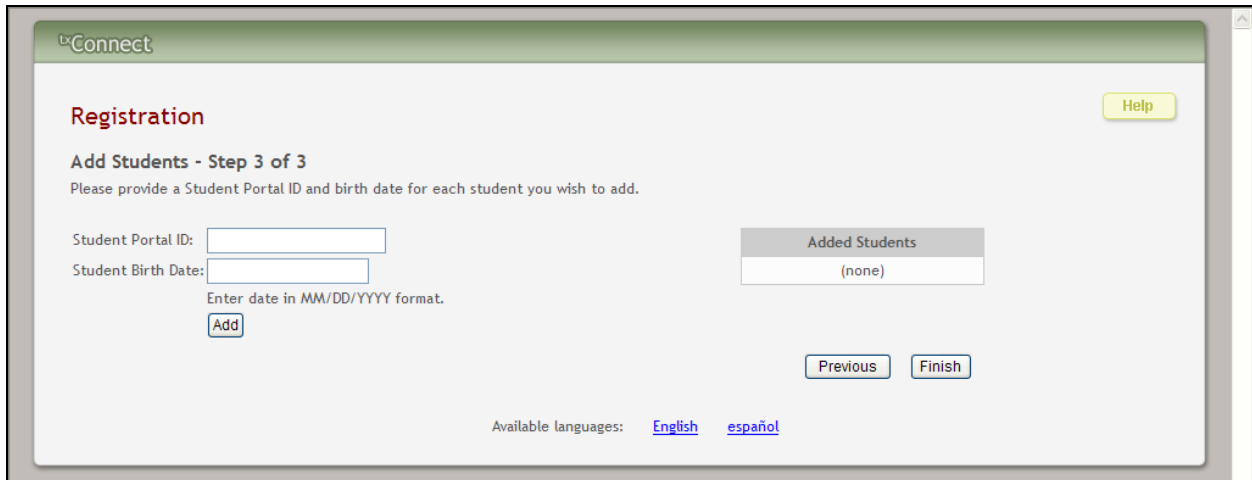 txConnect
Help
Registration
Add Students - Step 3 of 3
Please provide a Student Portal ID and birth date for each student you wish to add.
Student Portal ID:
Student Birth Date:
Enter date in MM/DD/YYYY format.
Add
Added Students
(none)
Previous Finish
Available languages: English español